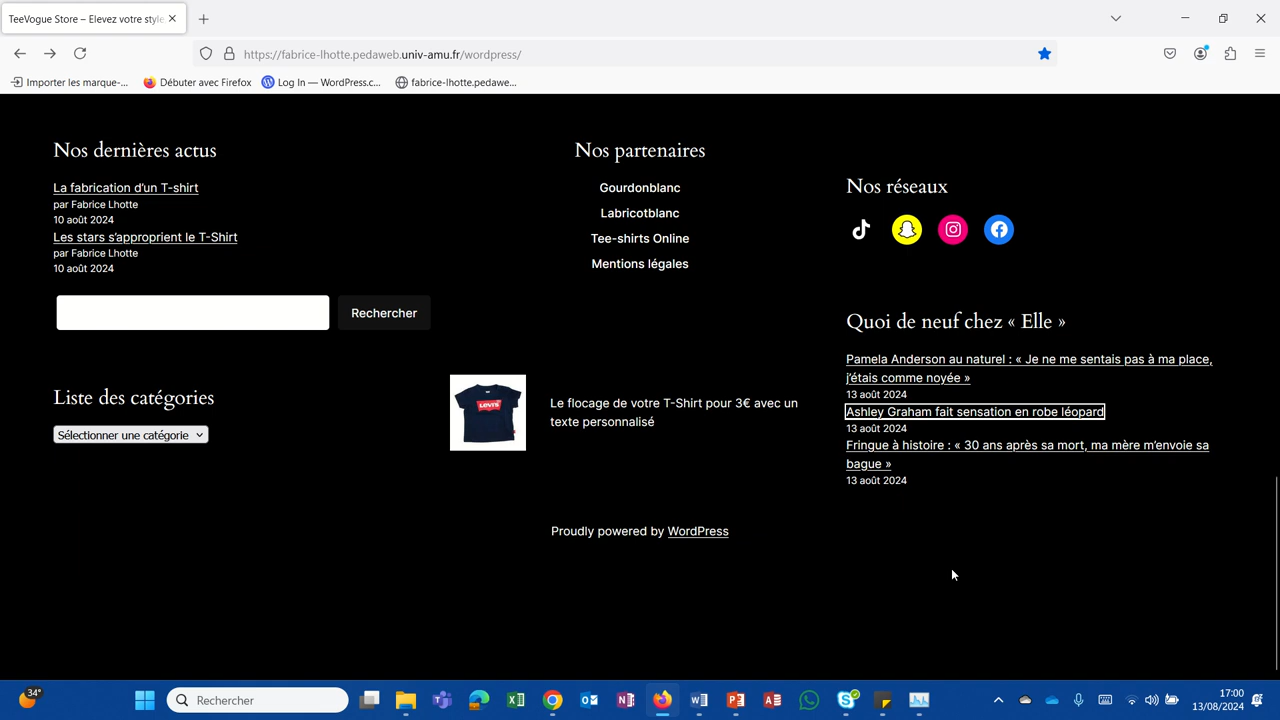 TeeVogue Store – Elevez votre style
https://fabrice-lhotte.pedaweb.univ-amu.fr/wordpress/
Importer les marque-...
Débuter avec Firefox
Log In — WordPress.c...
fabrice-lhotte.pedawe...
Nos dernières actus
La fabrication d'un T-shirt
par Fabrice Lhotte
10 août 2024
Les stars s'approprient le T-Shirt
par Fabrice Lhotte
10 août 2024
Rechercher
Liste des catégories
Sélectionner une catégorie
Nos partenaires
Gourdonblanc
Labricotblanc
Tee-shirts Online
Mentions légales
LEVI'S
Le flocage de votre T-Shirt pour 3€ avec un
texte personnalisé
Nos réseaux
Quoi de neuf chez « Elle »
Pamela Anderson au naturel : « Je ne me sentais pas à ma place,
j'étais comme noyée »
13 août 2024
Ashley Graham fait sensation en robe léopard
13 août 2024
Fringue à histoire : « 30 ans après sa mort, ma mère m'envoie sa
bague »
13 août 2024
Proudly powered by WordPress
34°
Rechercher
17:00
13/08/2024